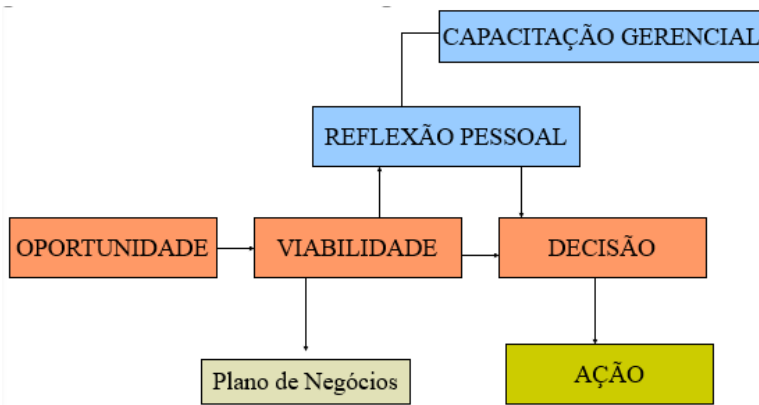 CAPACITAÇÃO GERENCIAL
REFLEXÃO PESSOAL
OPORTUNIDADE
VIABILIDADE
DECISÃO
Plano de Negócios
AÇÃO